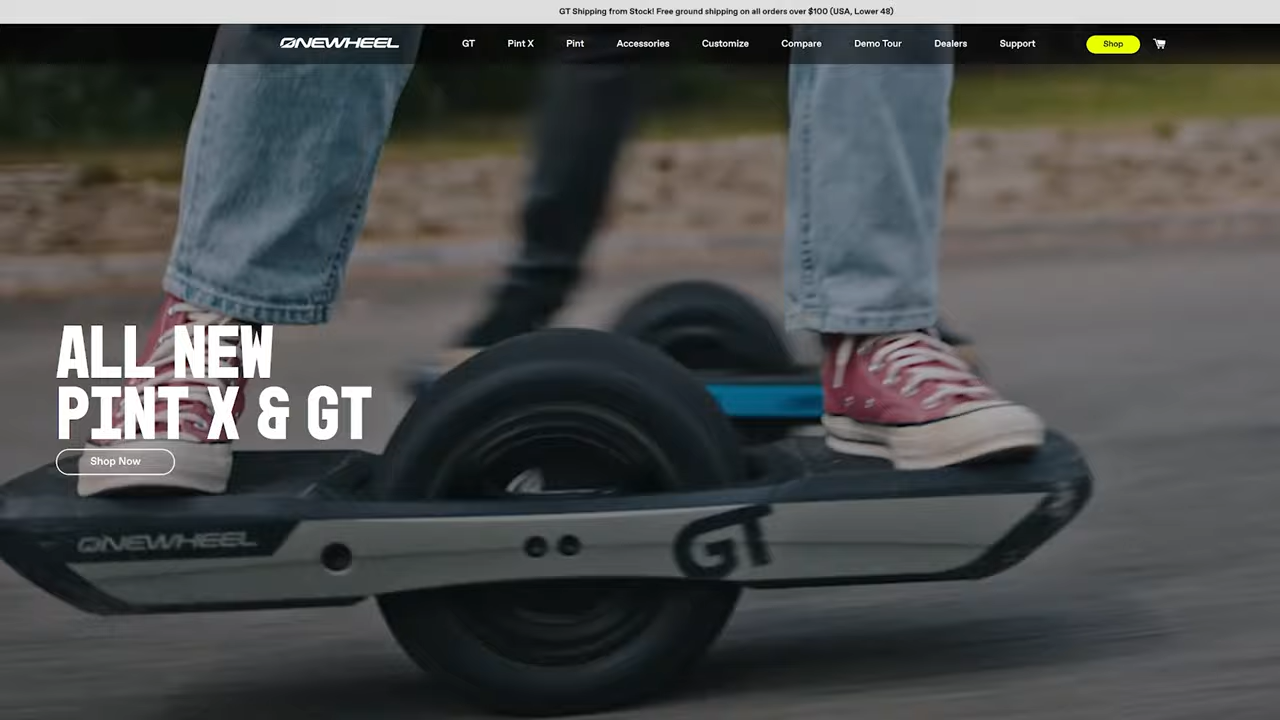 GT Shipping from Stock! Free ground shipping on all orders over $100 (USA, Lower 48)
ONEWHEEL
GT
Pint X
Pint
Accessories
Customize
Compare
Demo Tour
Dealers
Support
Shop
ALL NEW
PINT X & GT
Shop Now
ONEWHEEL
GT